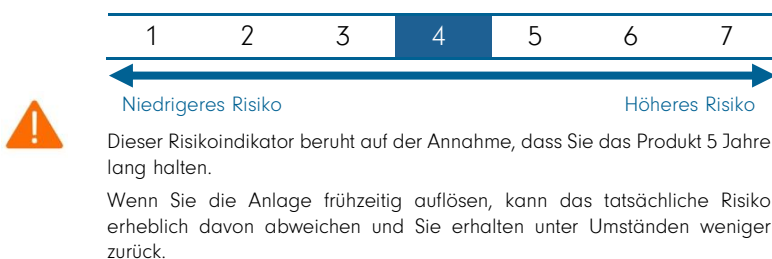 1 2 3 4 5 6 7
Niedrigeres Risiko Höheres Risiko
Dieser Risikoindikator beruht auf der Annahme, dass Sie das Produkt 5 Jahre
lang halten.
Wenn Sie die Anlage frühzeitig auflösen, kann das tatsächliche Risiko
erheblich davon abweichen und Sie erhalten unter Umständen weniger
zurück.